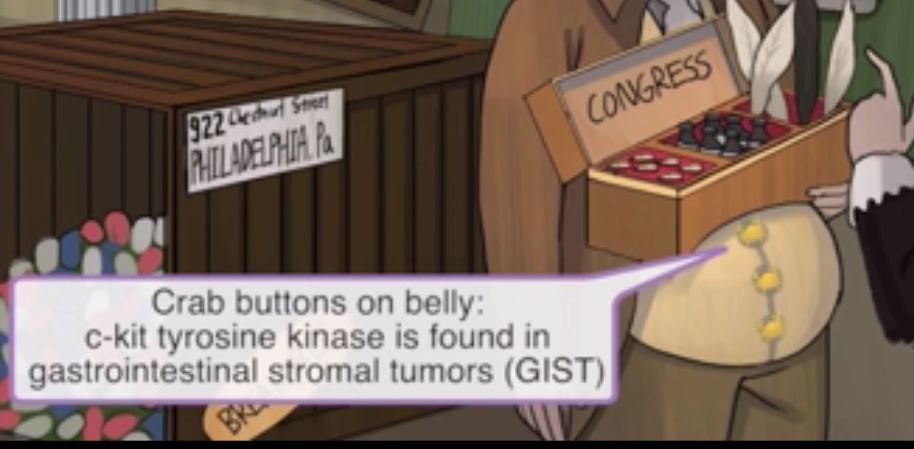 CONGRESS
922 Chestnut Street
PHILADELPHIA, Pa
Crab buttons on belly:
c-kit tyrosine kinase is found in
gastrointestinal stromal tumors (GIST)